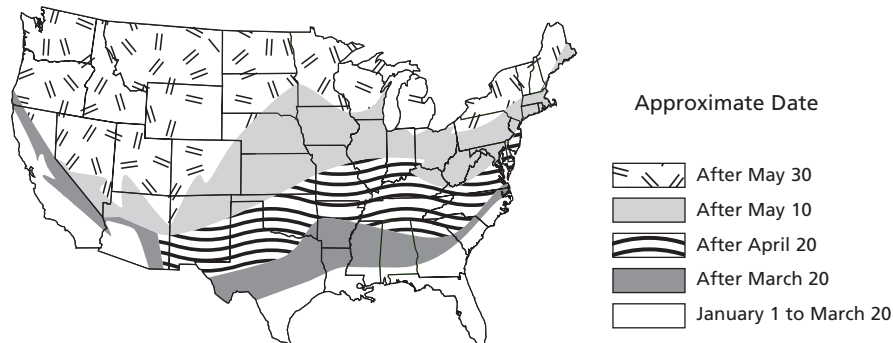 Approximate Date
After May 30
After May 10
After April 20
After March 20
January 1 to March 20